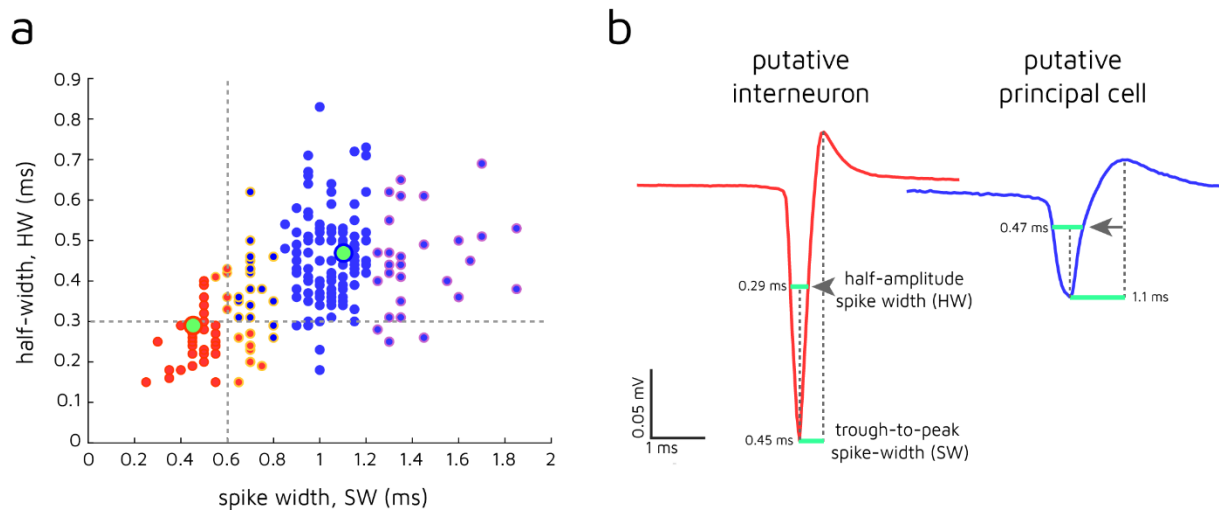 a
half-width, HW (ms)
0.9
0.8
0.7
0.6
0.5
0.4
0.3
0.2
0.1
0
0 0.2 0.4 0.6 0.8 1 1.2 1.4 1.6 1.8 2
spike width, SW (ms)
b
putative
interneuron
putative
principal cell
0.47 ms
1.1 ms
0.29 ms
half-amplitude
spike width (HW)
0.05 mV
1 ms
0.45 ms
trough-to-peak
spike-width (SW)